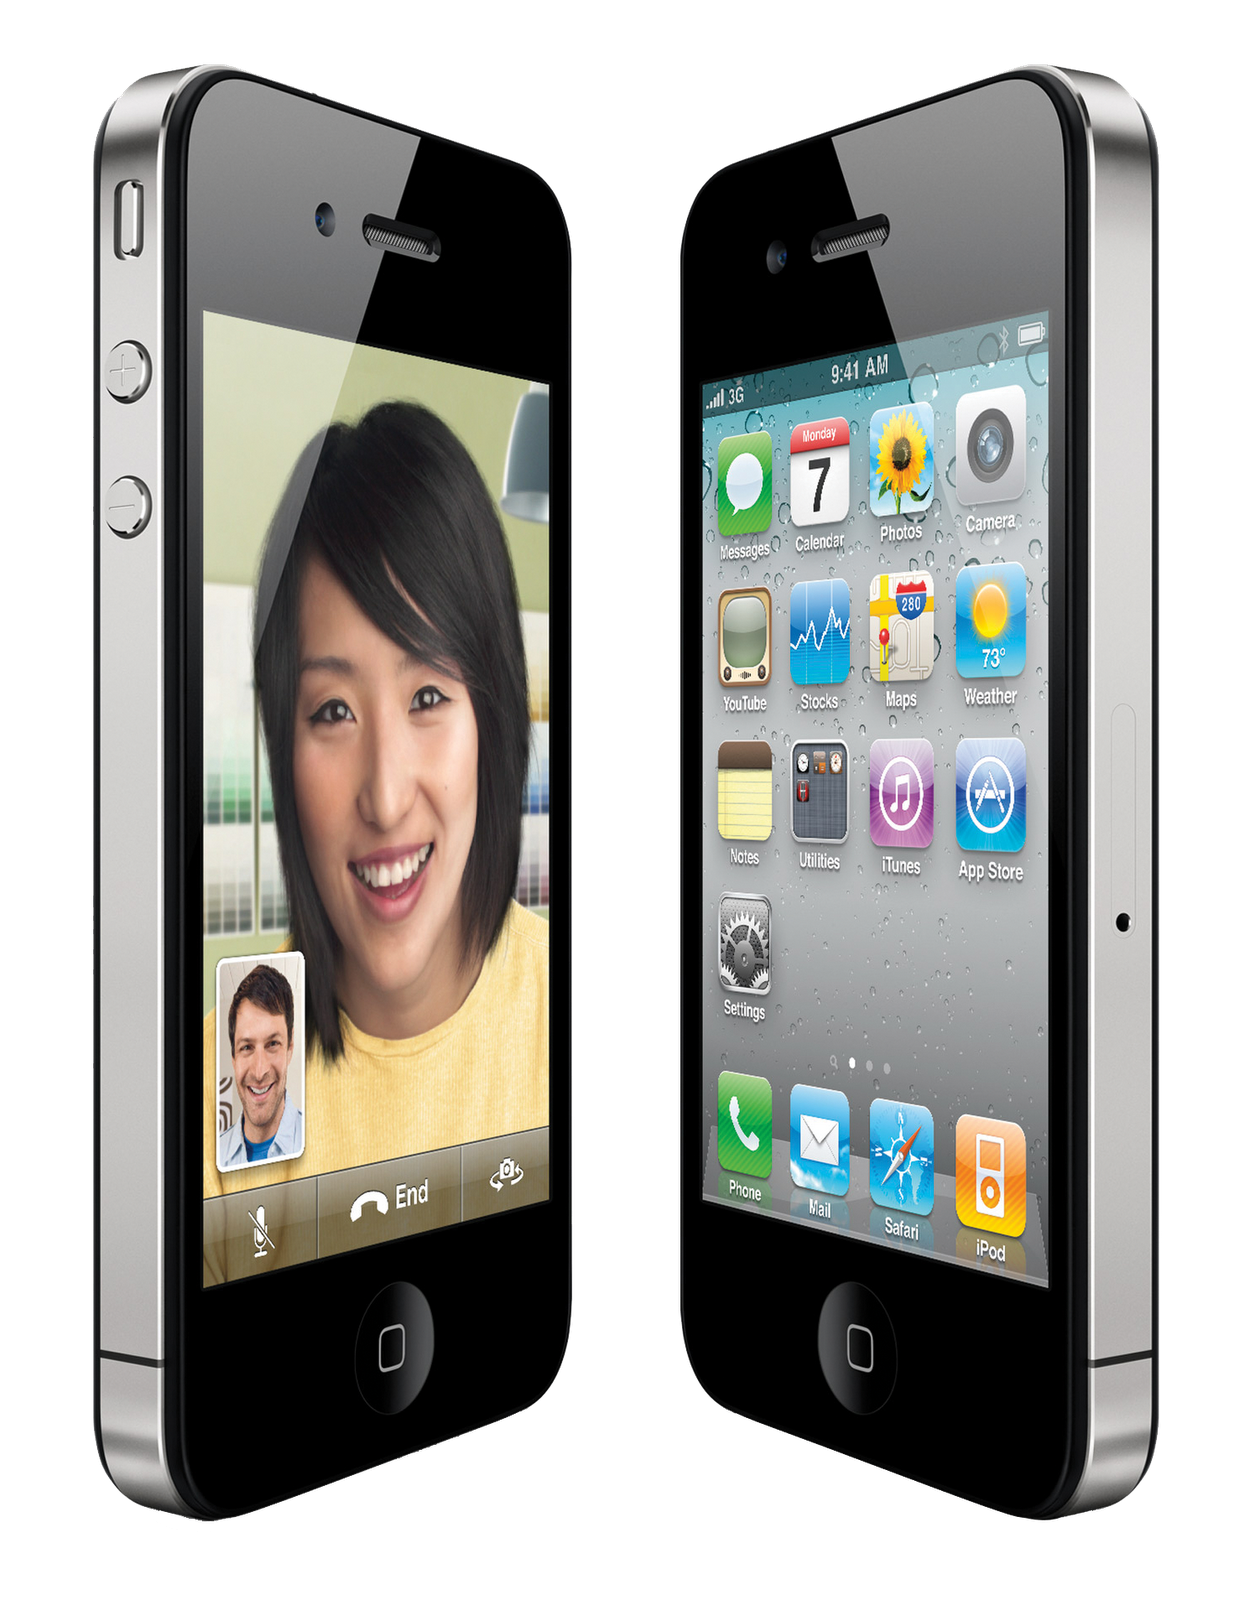 End
3G
9:41 AM
Messages
Monday
7
Calendar
Photos
Camera
YouTube
Stocks
280
Maps
73°
Weather
Notes
Utilities
iTunes
App Store
Settings
Phone
Mail
Safari
iPod